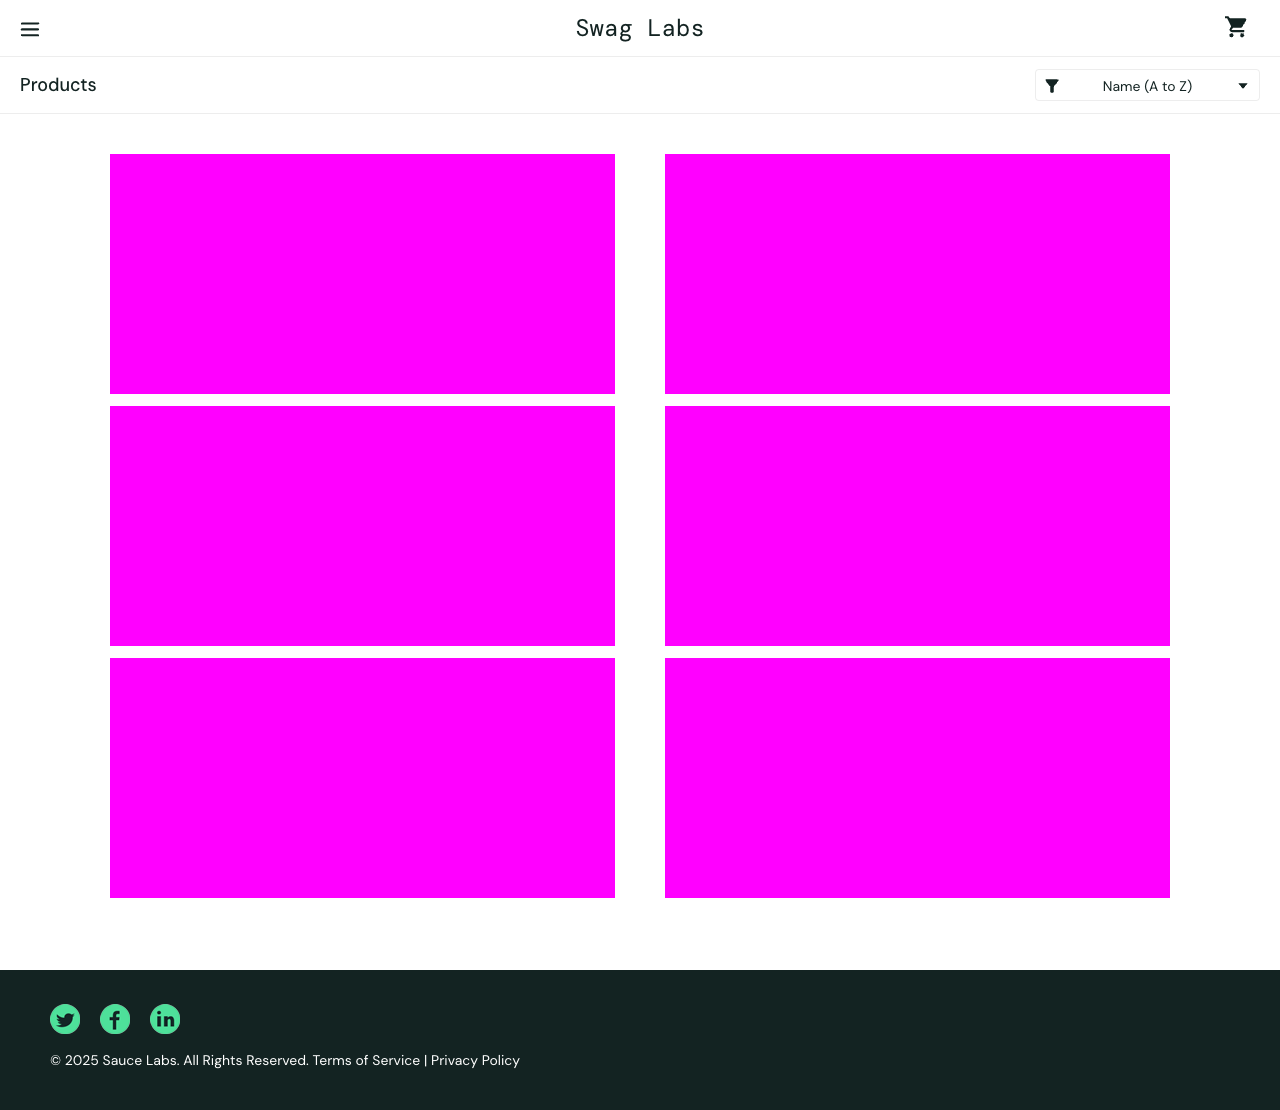 Swag Labs
Products
Name (A to Z)
© 2025 Sauce Labs. All Rights Reserved. Terms of Service | Privacy Policy